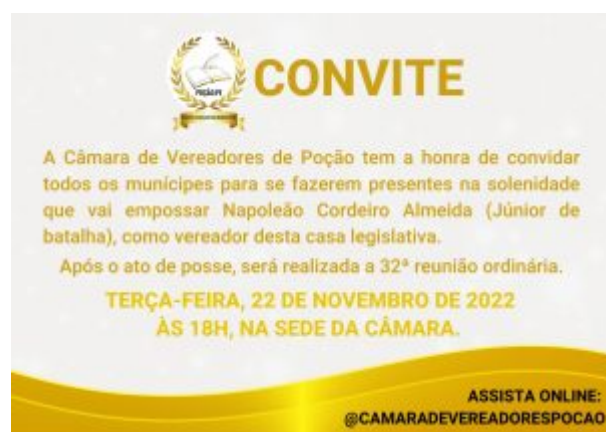 POÇÃO-PE
CONVITE
A Câmara de Vereadores de Poção tem a honra de convidar
todos os munícipes para se fazerem presentes na solenidade
que vai empossar Napoleão Cordeiro Almeida (Júnior de
batalha), como vereador desta casa legislativa.
Após o ato de posse, será realizada a 32ª reunião ordinária.
TERÇA-FEIRA, 22 DE NOVEMBRO DE 2022
ÀS 18H, NA SEDE DA CÂMARA.
ASSISTA ONLINE:
@CAMARADEVEREADORESPOCAO